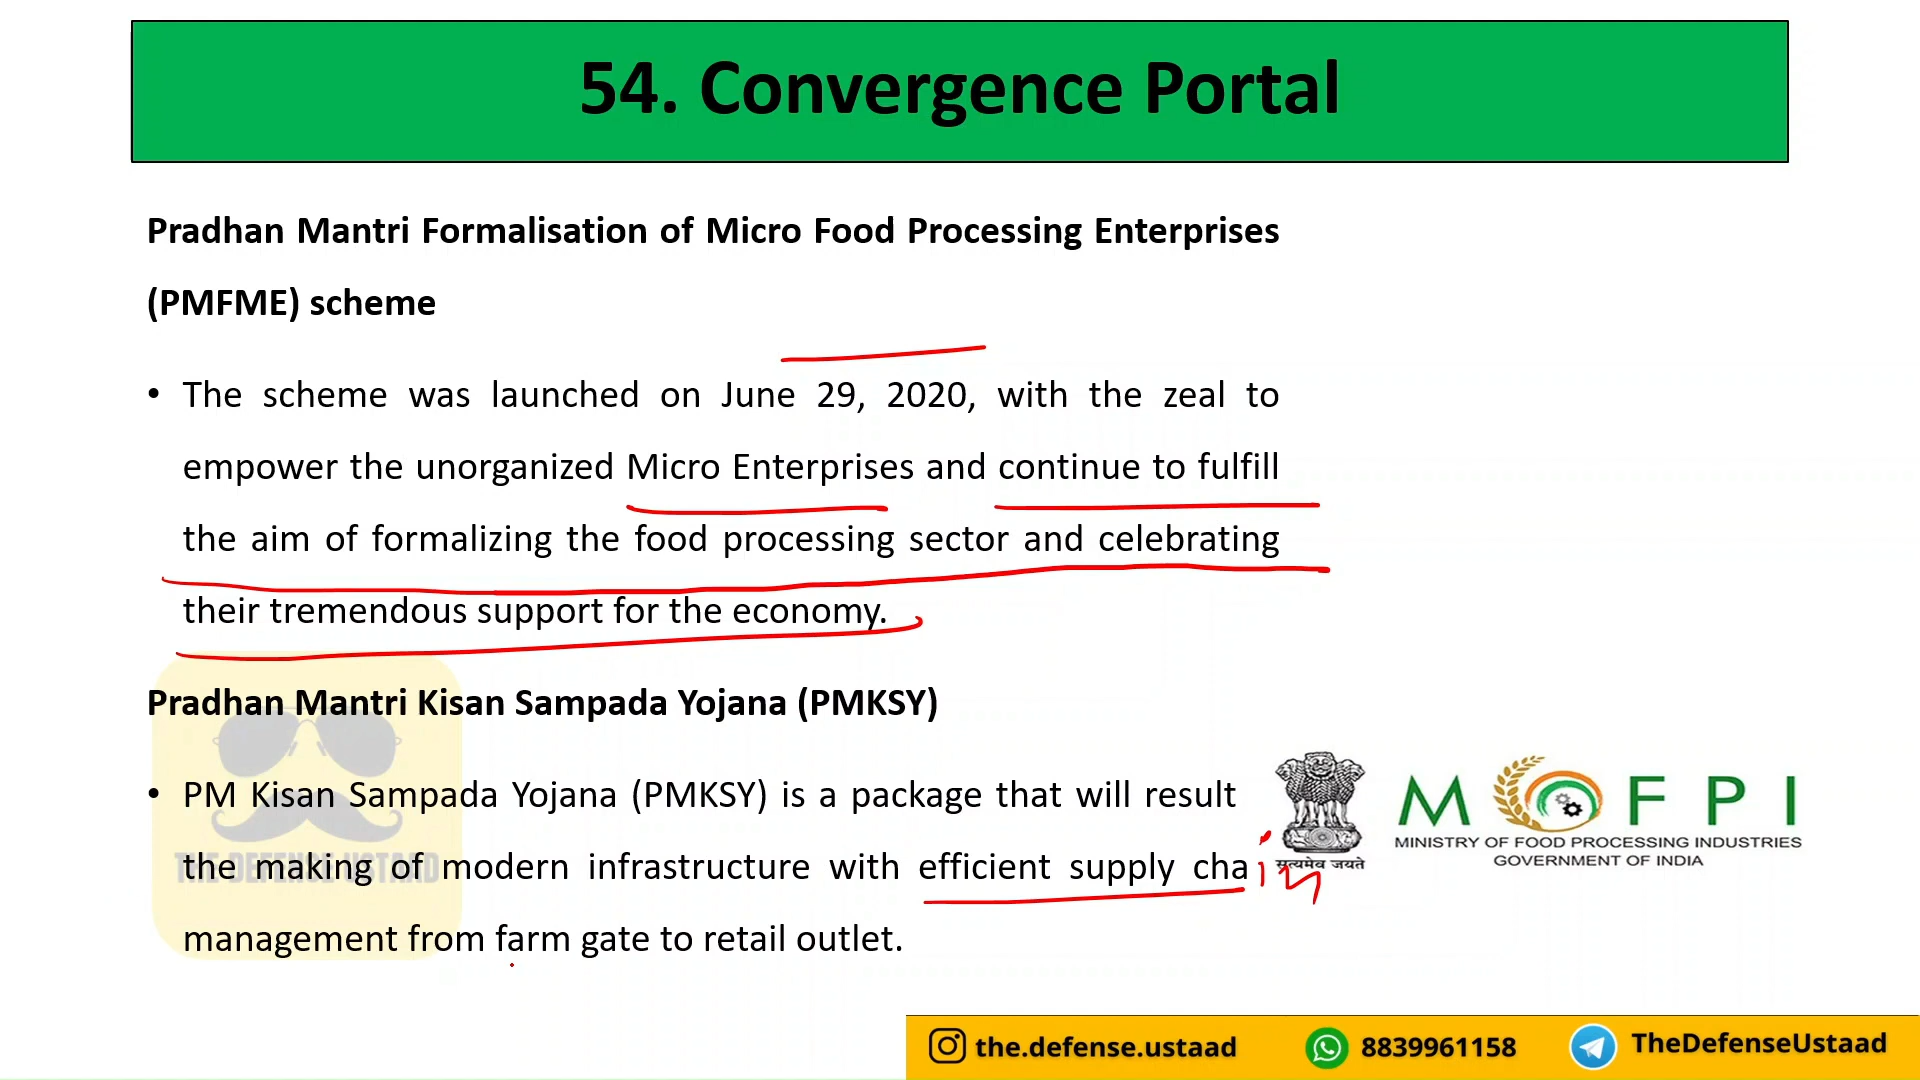 54. Convergence Portal
Pradhan Mantri Formalisation of Micro Food Processing Enterprises
(PMFME) scheme
• The scheme was launched on June 29, 2020, with the zeal to
empower the unorganized Micro Enterprises and continue to fulfill
the aim of formalizing the food processing sector and celebrating
their tremendous support for the economy.
Pradhan Mantri Kisan Sampada Yojana (PMKSY)
• PM Kisan Sampada Yojana (PMKSY) is a package that will result
the making of modern infrastructure with efficient supply chain
management from farm gate to retail outlet.
THE DEFENSE USTAAD
सत्यमेव जयते
MOFPI
MINISTRY OF FOOD PROCESSING INDUSTRIES
GOVERNMENT OF INDIA
the.defense.ustaad
8839961158
TheDefenseUstaad